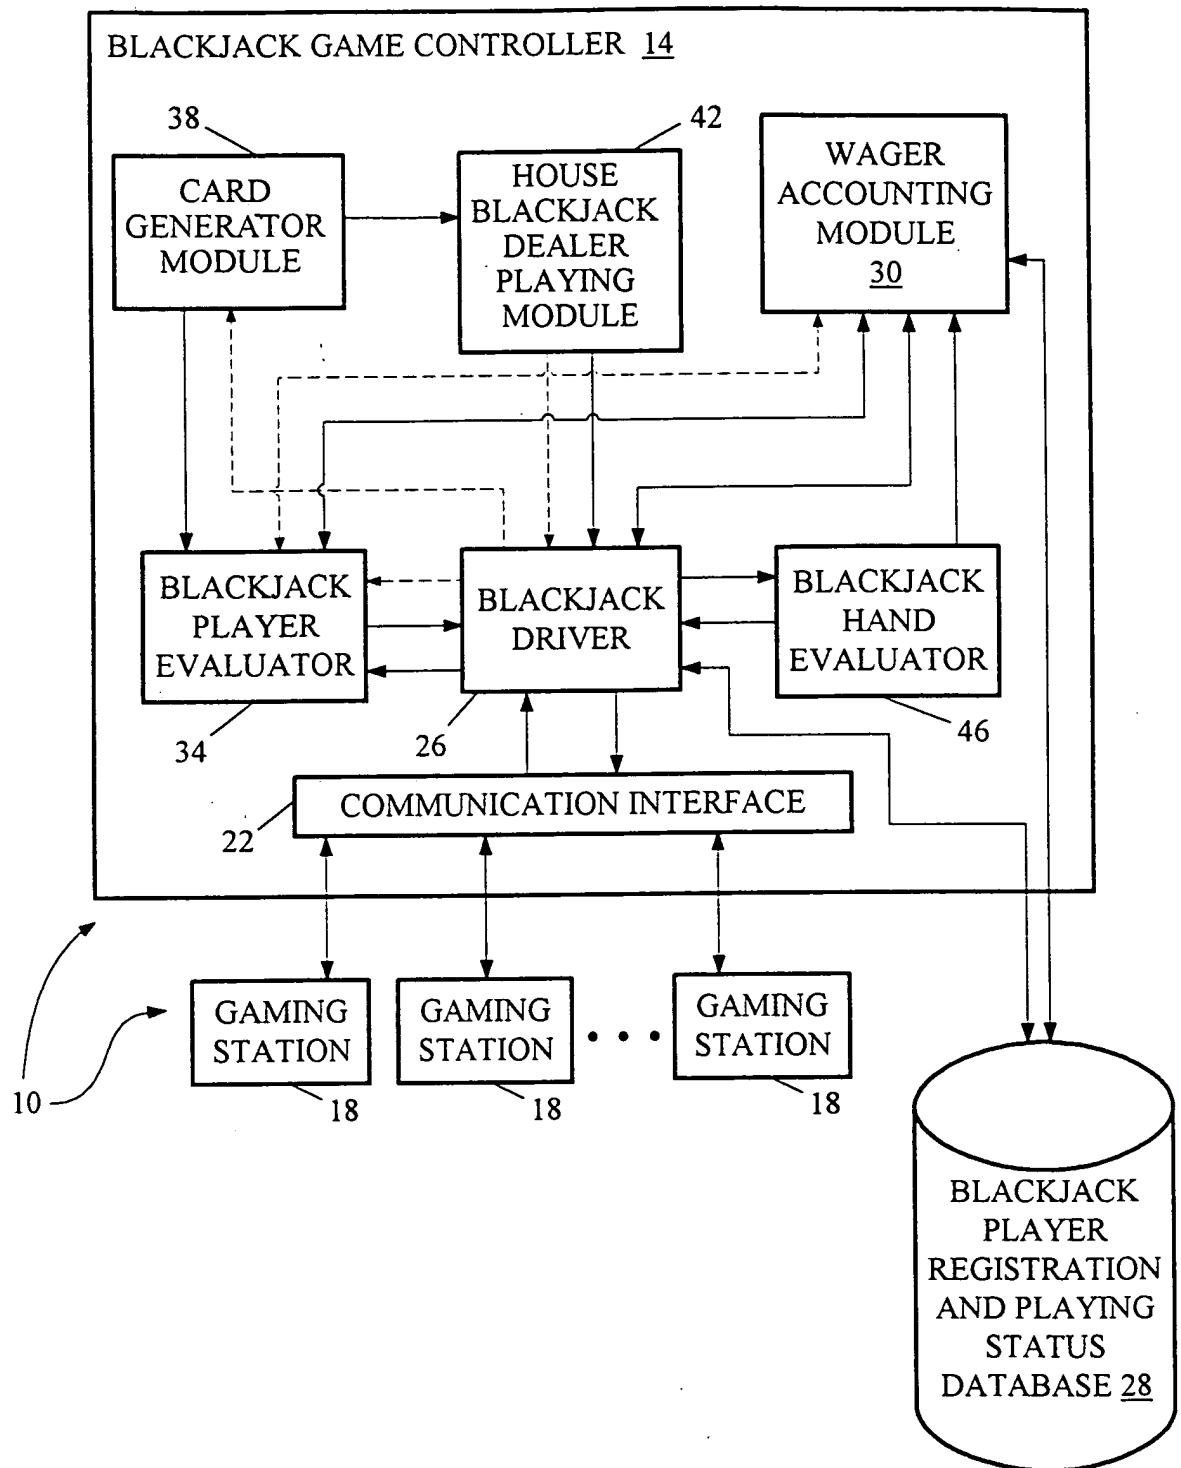 BLACKJACK GAME CONTROLLER 14
38
42
CARD
GENERATOR
MODULE
HOUSE
BLACKJACK
DEALER
PLAYING
MODULE
WAGER
ACCOUNTING
MODULE
30
BLACKJACK
PLAYER
EVALUATOR
BLACKJACK
DRIVER
BLACKJACK
HAND
EVALUATOR
34
26
46
COMMUNICATION INTERFACE
22
GAMING
STATION
GAMING
STATION
GAMING
STATION
10
18
18
18
BLACKJACK
PLAYER
REGISTRATION
AND PLAYING
STATUS
DATABASE 28